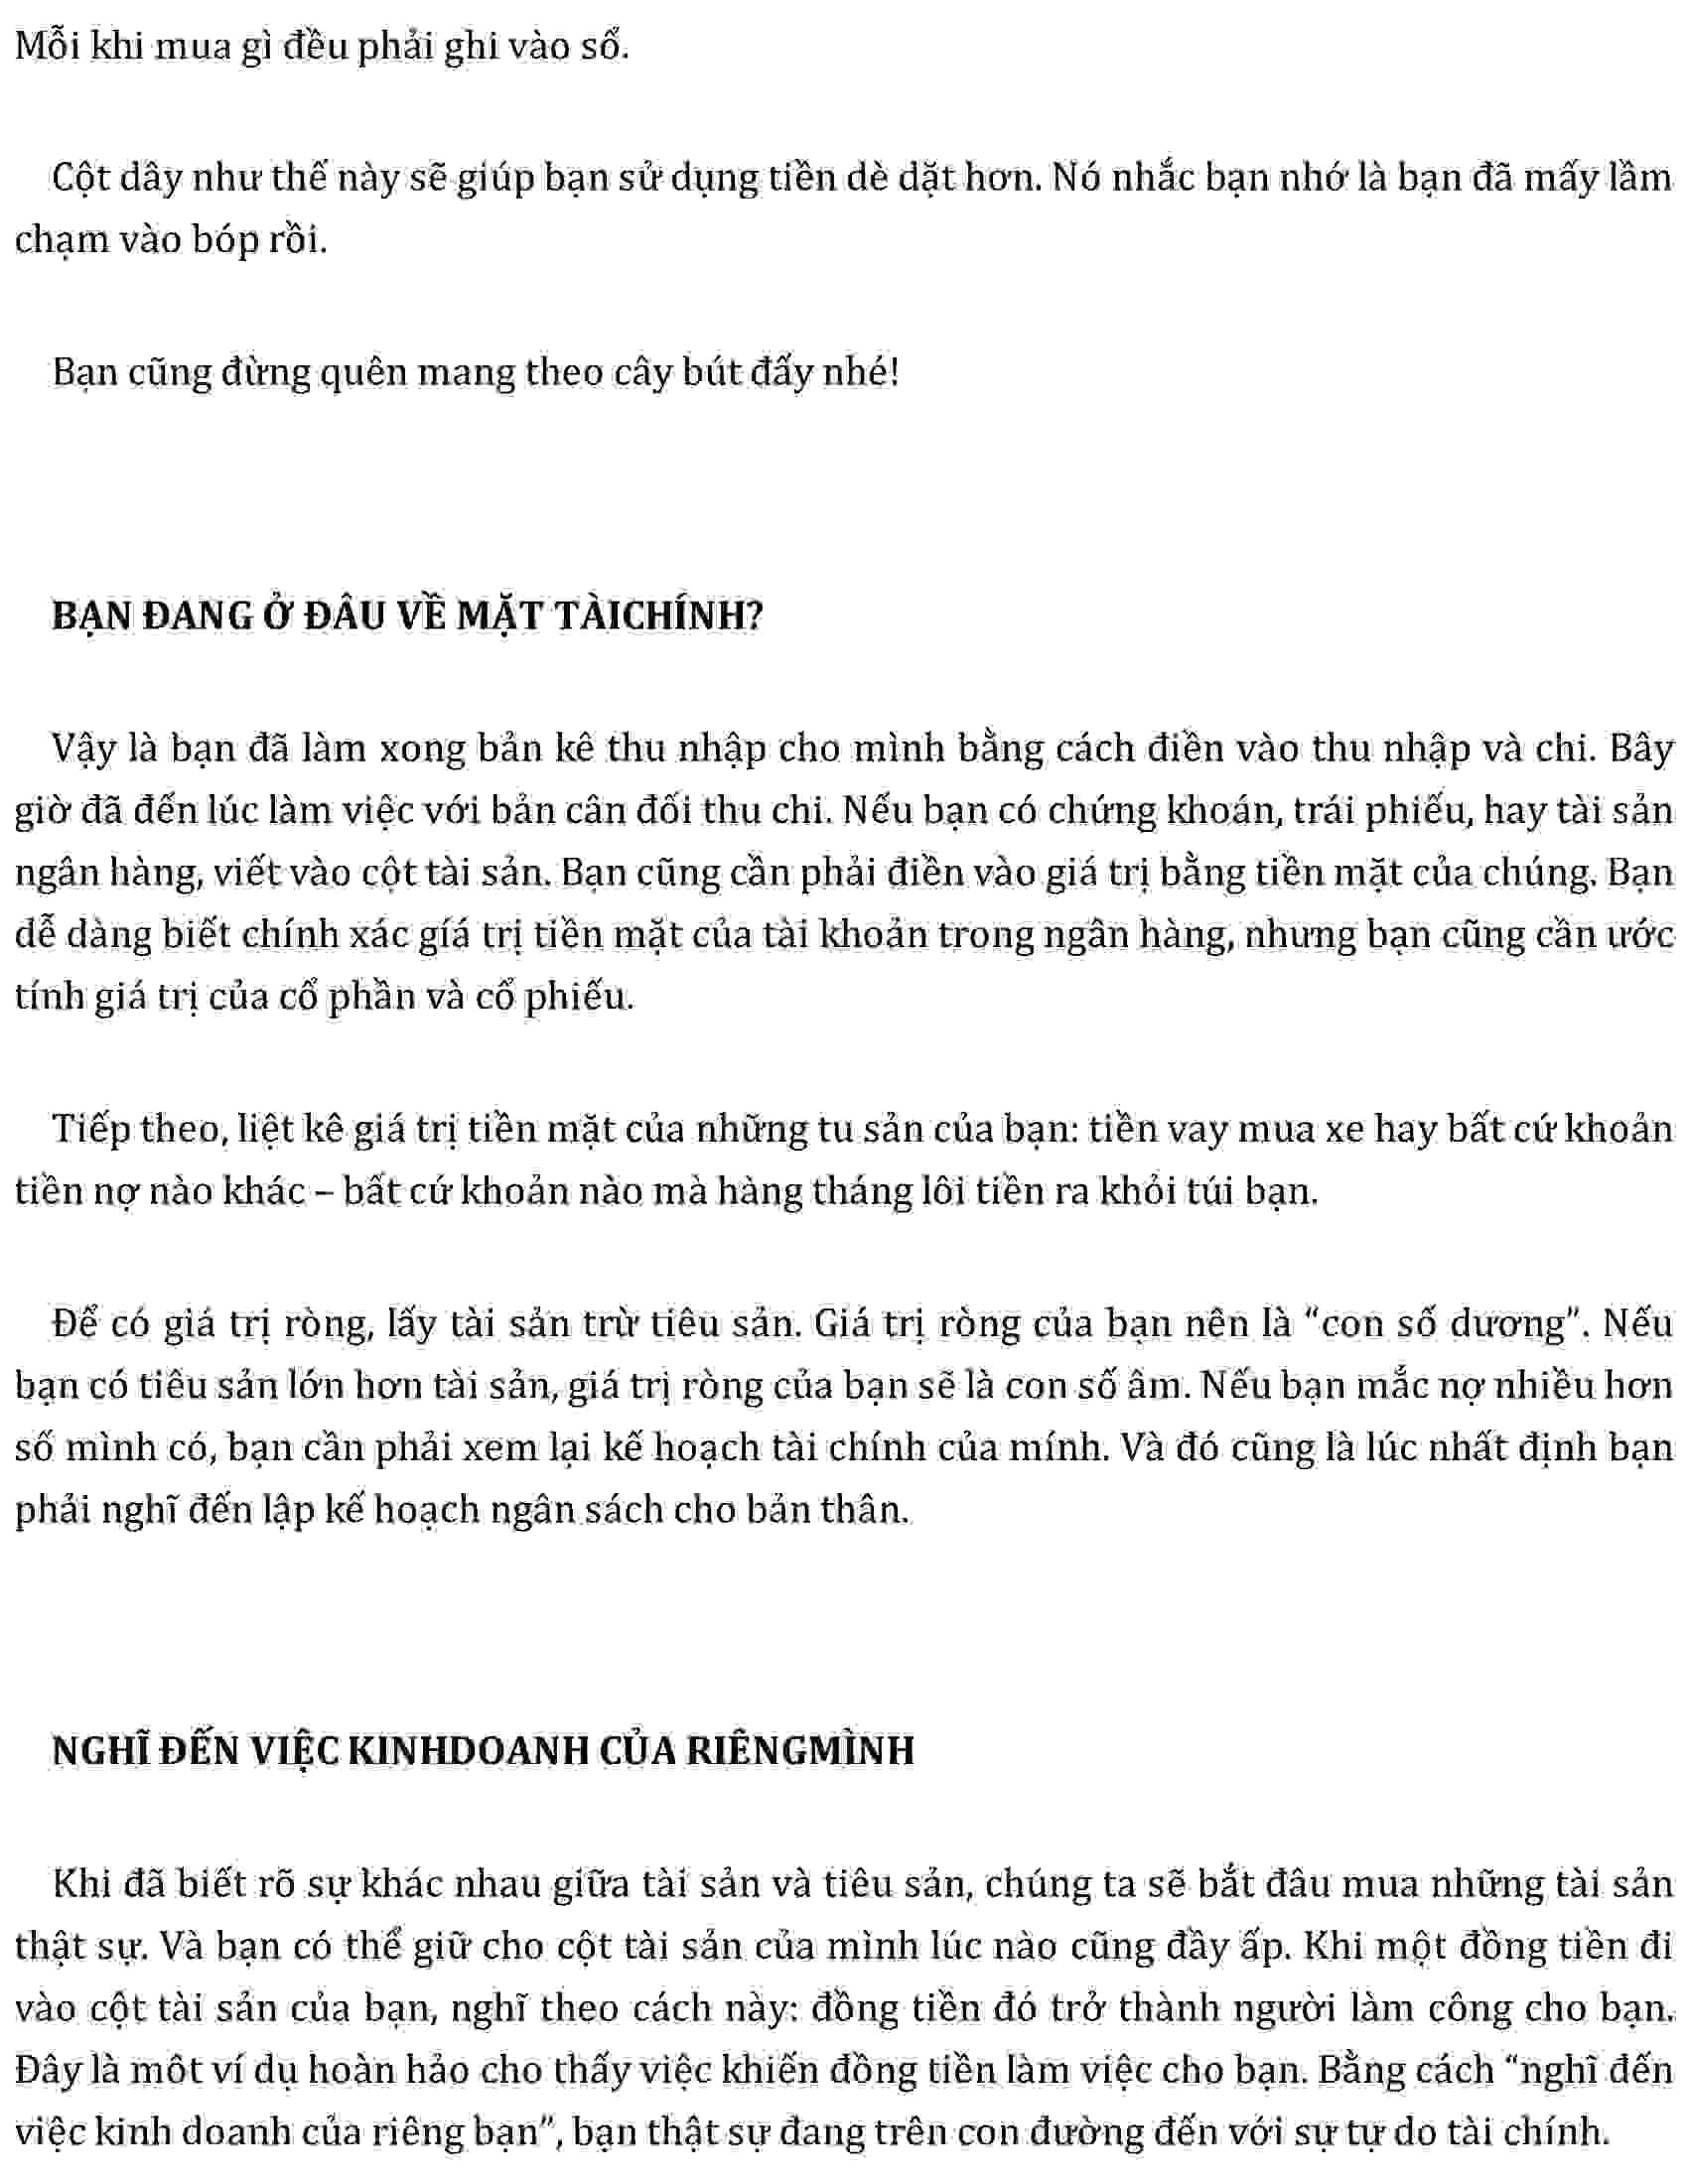 Mỗi khi mua gì đều phải ghi vào sổ.
Cột dây như thế này sẽ giúp bạn sử dụng tiền dè dặt hơn. Nó nhắc bạn nhớ là bạn đã mấy lầm
chạm vào bóp rồi.
Bạn cũng đừng quên mang theo cây bút đấy nhé!
BẠN ĐANG Ở ĐÂU VỀ MẶT TÀICHÍNH?
Vậy là bạn đã làm xong bản kê thu nhập cho mình bằng cách điền vào thu nhập và chi. Bây
giờ đã đến lúc làm việc với bản cân đối thu chi. Nếu bạn có chứng khoán, trái phiếu, hay tài sản
ngân hàng, viết vào cột tài sản. Bạn cũng cần phải điền vào giá trị bằng tiền mặt của chúng. Bạn
dễ dàng biết chính xác gíá trị tiền mặt của tài khoản trong ngân hàng, nhưng bạn cũng cần ước
tính giá trị của cổ phần và cổ phiếu.
Tiếp theo, liệt kê giá trị tiền mặt của những tu sản của bạn: tiền vay mua xe hay bất cứ khoản
tiền nợ nào khác – bất cứ khoản nào mà hàng tháng lôi tiền ra khỏi túi bạn.
Để có giá trị ròng, lấy tài sản trừ tiêu sản. Giá trị ròng của bạn nên là “con số dương”. Nếu
bạn có tiêu sản lớn hơn tài sản, giá trị ròng của bạn sẽ là con số âm. Nếu bạn mắc nợ nhiều hơn
số mình có, bạn cần phải xem lại kế hoạch tài chính của mính. Và đó cũng là lúc nhất định bạn
phải nghĩ đến lập kế hoạch ngân sách cho bản thân.
NGHĨ ĐẾN VIỆC KINHDOANH CỦA RIÊNGMÌNH
Khi đã biết rõ sự khác nhau giữa tài sản và tiêu sản, chúng ta sẽ bắt đâu mua những tài sản
thật sự. Và bạn có thể giữ cho cột tài sản của mình lúc nào cũng đầy ấp. Khi một đồng tiền đi
vào cột tài sản của bạn, nghĩ theo cách này: đồng tiền đó trở thành người làm công cho bạn.
Đây là môt ví dụ hoàn hảo cho thấy việc khiến đồng tiền làm việc cho bạn. Bằng cách “nghĩ đến
việc kinh doanh của riêng bạn”, bạn thật sự đang trên con đường đến với sự tự do tài chính.